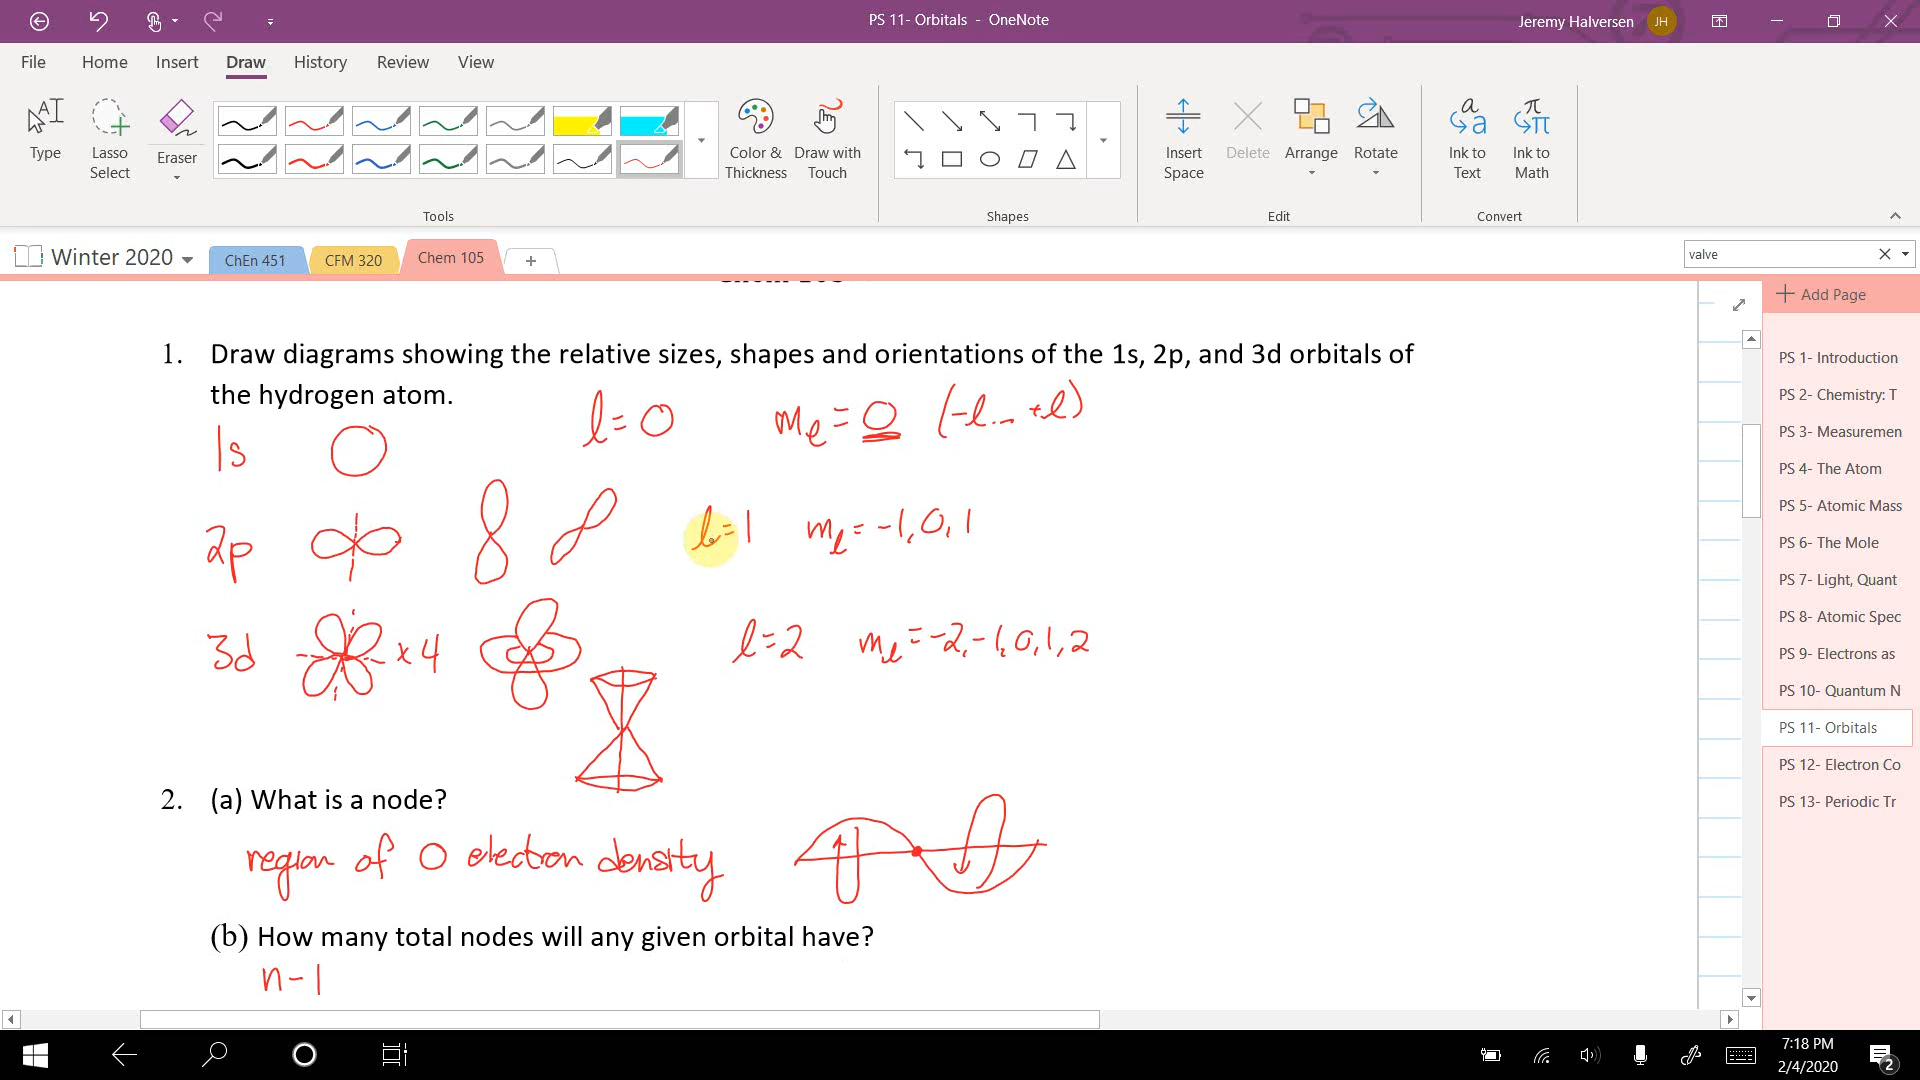 PS 11- Orbitals - OneNote
Jeremy Halversen JH
File Home Insert Draw History Review View
Type Lasso Select Eraser Color & Thickness Draw with Touch Insert Space Delete Arrange Rotate Ink to Text Ink to Math
Tools Shapes Edit Convert
Winter 2020 ChEn 451 CFM 320 Chem 105 +
valve
Add Page
1. Draw diagrams showing the relative sizes, shapes and orientations of the 1s, 2p, and 3d orbitals of
the hydrogen atom.
l=0 mℓ=0 (-l... +l)
1s
2p l=1 mℓ=-1,0,1
3d x4 l=2 mℓ=-2,-1,0,1,2
2. (a) What is a node?
region of 0 electron density
(b) How many total nodes will any given orbital have?
n-1
PS 1- Introduction
PS 2- Chemistry: T
PS 3- Measuremen
PS 4- The Atom
PS 5- Atomic Mass
PS 6- The Mole
PS 7- Light, Quant
PS 8- Atomic Spec
PS 9- Electrons as
PS 10- Quantum N
PS 11- Orbitals
PS 12- Electron Co
PS 13- Periodic Tr
7:18 PM
2/4/2020
2